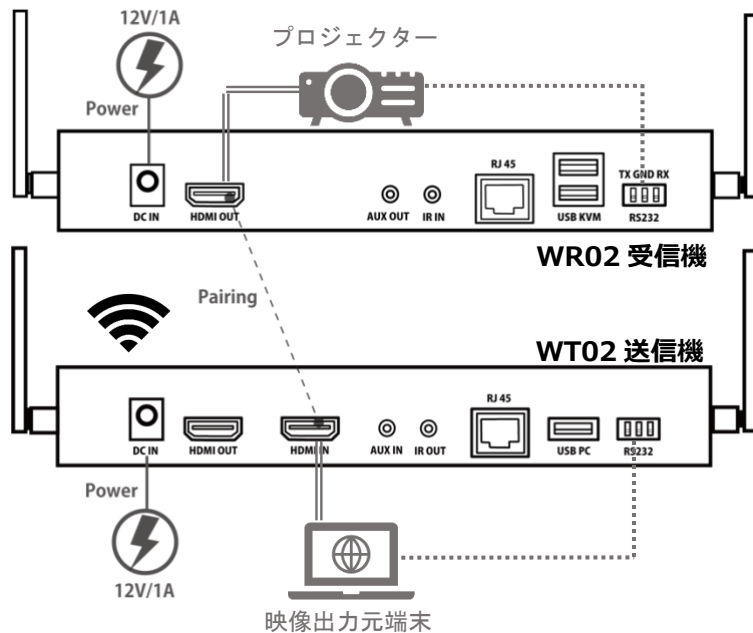 12V/1A
プロジェクター
Power
RJ 45
TX GND RX
DC IN
HDMI OUT
AUX OUT
IR IN
USB KVM
RS232
WR02 受信機
Pairing
WT02 送信機
RJ 45
DC IN
HDMI OUT
HDMI IN
AUX IN
IR OUT
USB PC
RS232
Power
12V/1A
映像出力元端末